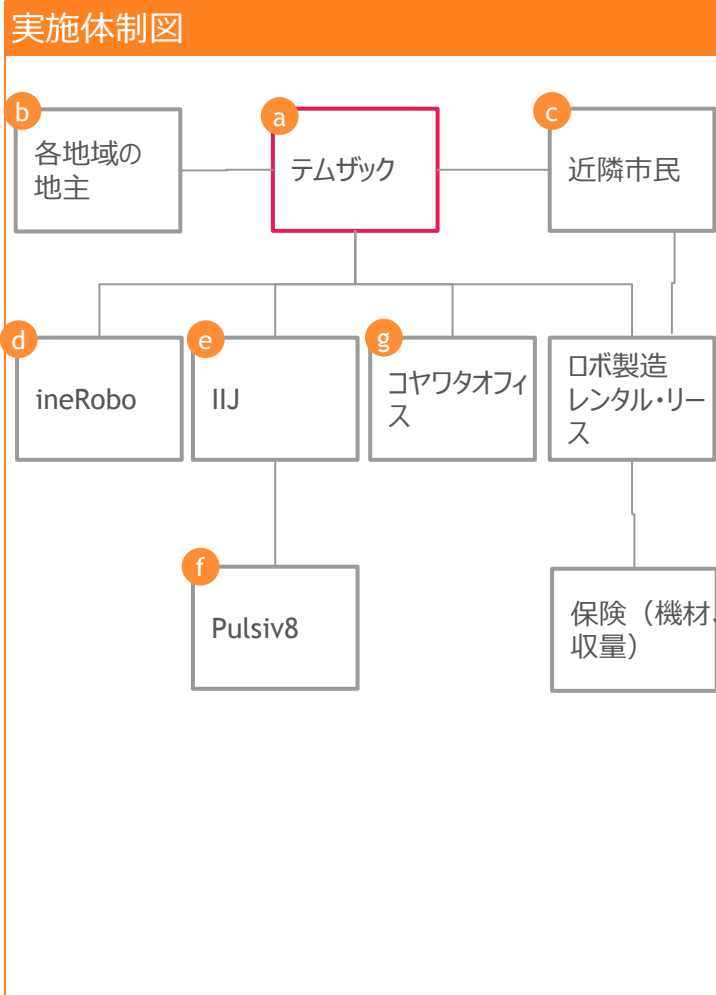 実施体制図
b
各地域の
地主
a
テムザック
c
近隣市民
d
ineRobo
e
IIJ
g
コヤワタオフィ
ス
ロボ製造
レンタル・リー
ス
f
Pulsiv8
保険（機材、
収量）